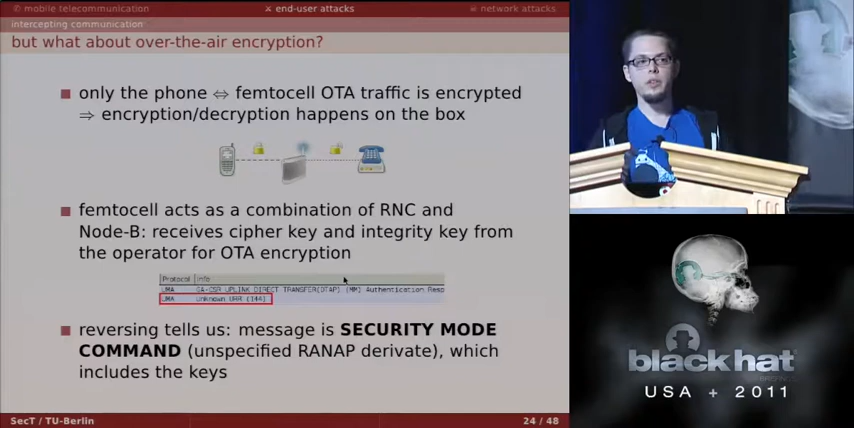 mobile telecommunication
end-user attacks
network attacks
intercepting communication
but what about over-the-air encryption?
only the phone ⇔ femtocell OTA traffic is encrypted
⇒ encryption/decryption happens on the box
femtocell acts as a combination of RNC and
Node-B: receives cipher key and integrity key from
the operator for OTA encryption
Protocol Info
UMA GA-CSR UPLINK DIRECT TRANSFER(DTAP) (MM) Authentication Resp
UMA Unknown URR (144)
reversing tells us: message is SECURITY MODE
COMMAND (unspecified RANAP derivate), which
includes the keys
SecT / TU-Berlin
24 / 48
black hat
USA + 2011